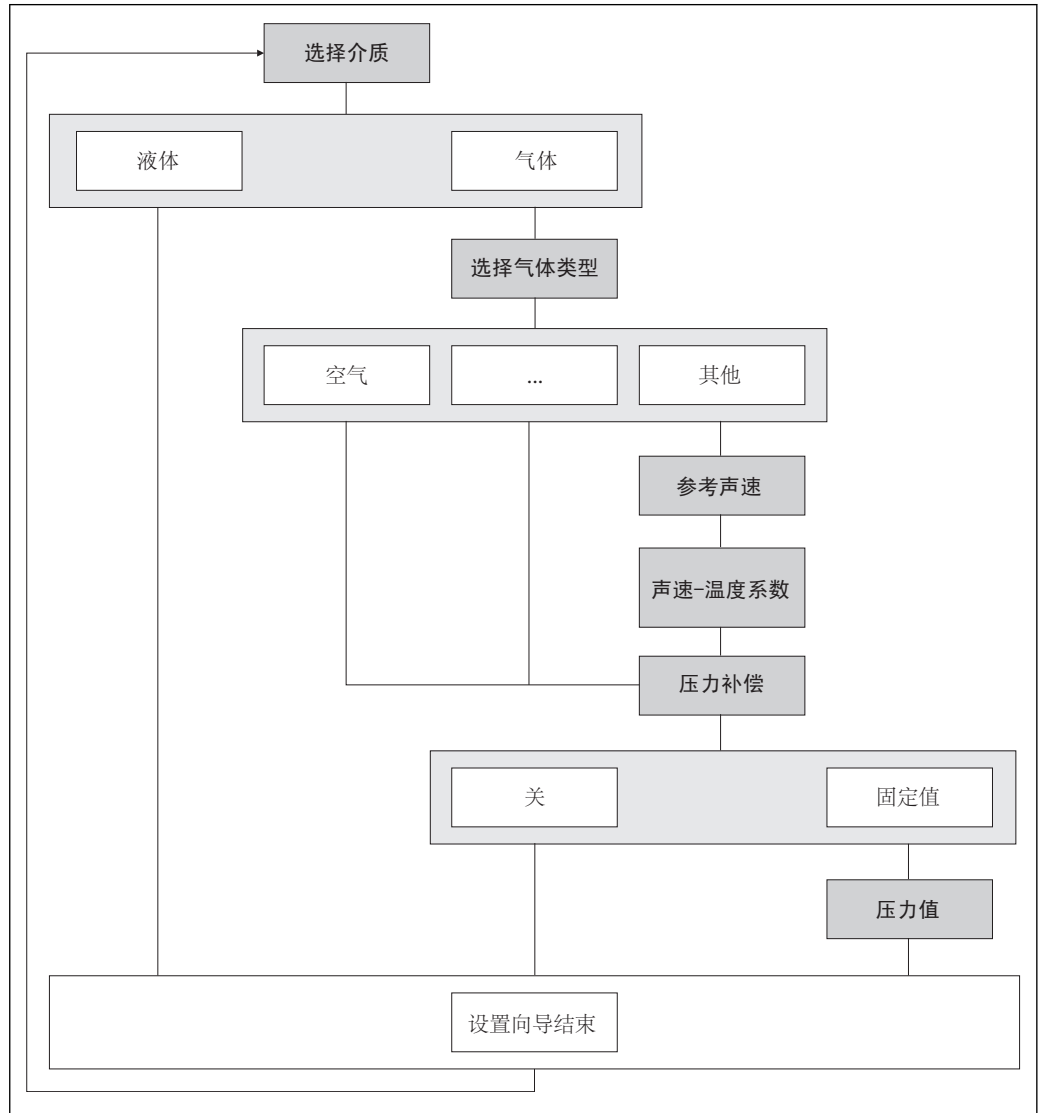 选择介质
液体
气体
选择气体类型
空气
...
其他
参考声速
声速-温度系数
压力补偿
关
固定值
压力值
设置向导结束